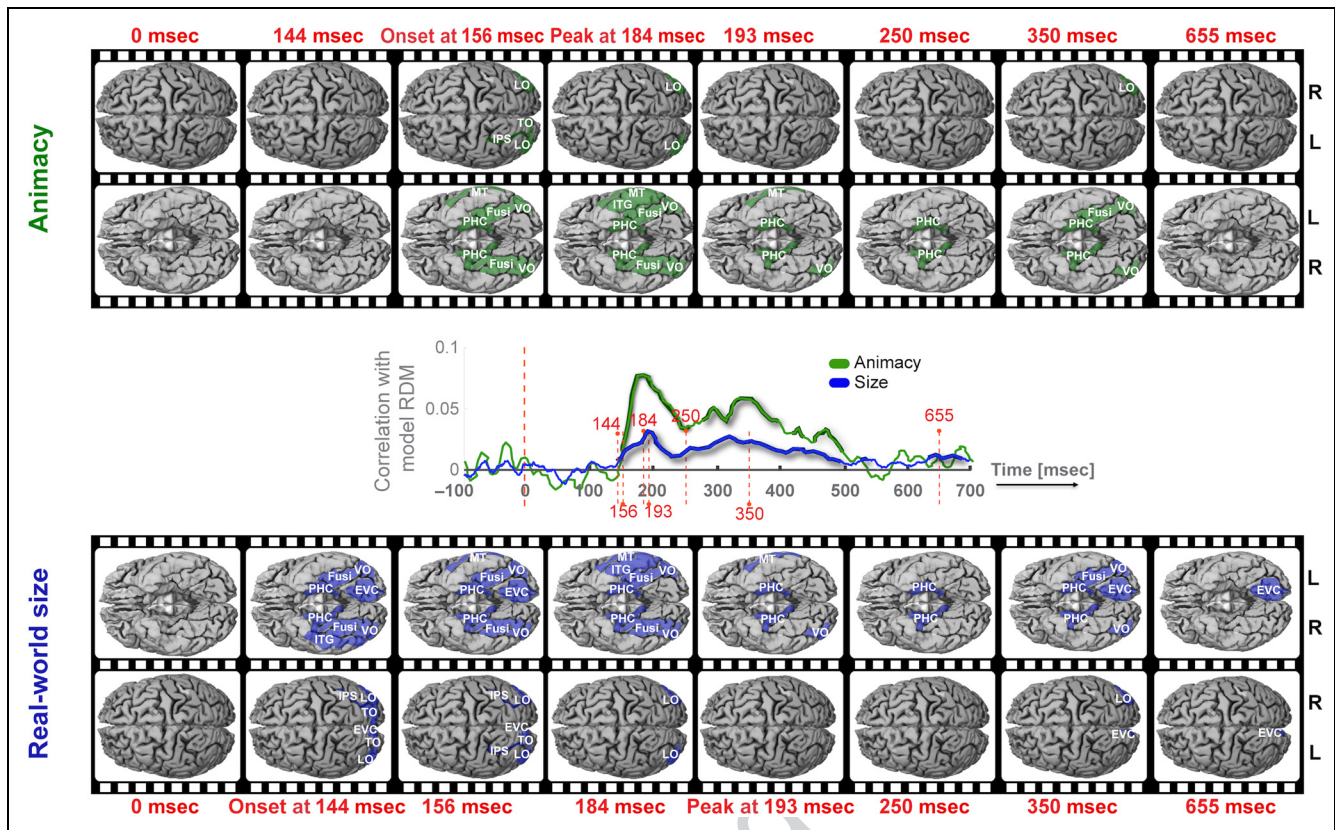 0 msec 144 msec Onset at 156 msec Peak at 184 msec 193 msec 250 msec 350 msec 655 msec
Animacy
LO LO LO R
TO
IPS LO LO L
MT MT MT
ITG
Fusi VO Fusi VO Fusi VO L
PHC PHC PHC PHC PHC
PHC PHC PHC PHC PHC
Fusi VO Fusi VO VO VO R
Correlation with model RDM
0.1
0.05
0
Animacy
Size
144 184 250 655
–100 0 100 200 300 400 500 600 700 Time [msec]
156 193 350
Real-world size
MT MT MT
ITG
Fusi VO Fusi VO Fusi VO Fusi VO L
PHC EVC PHC EVC PHC PHC PHC PHC EVC EVC
PHC PHC PHC PHC PHC PHC
Fusi VO Fusi VO Fusi VO VO VO R
ITG
IPS LO IPS LO LO LO R
TO
EVC EVC EVC EVC
TO TO
LO IPS LO LO L
0 msec Onset at 144 msec 156 msec 184 msec Peak at 193 msec 250 msec 350 msec 655 msec